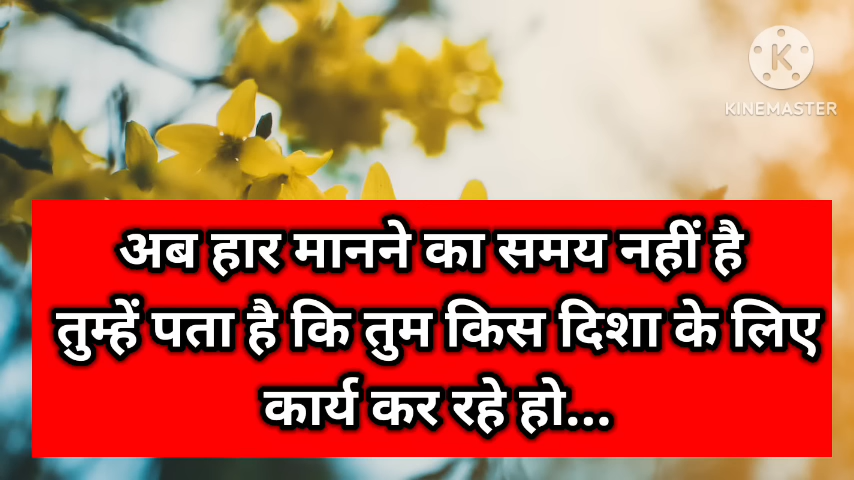 KINEMASTER
अब हार मानने का समय नहीं है
तुम्हें पता है कि तुम किस दिशा के लिए
कार्य कर रहे हो...